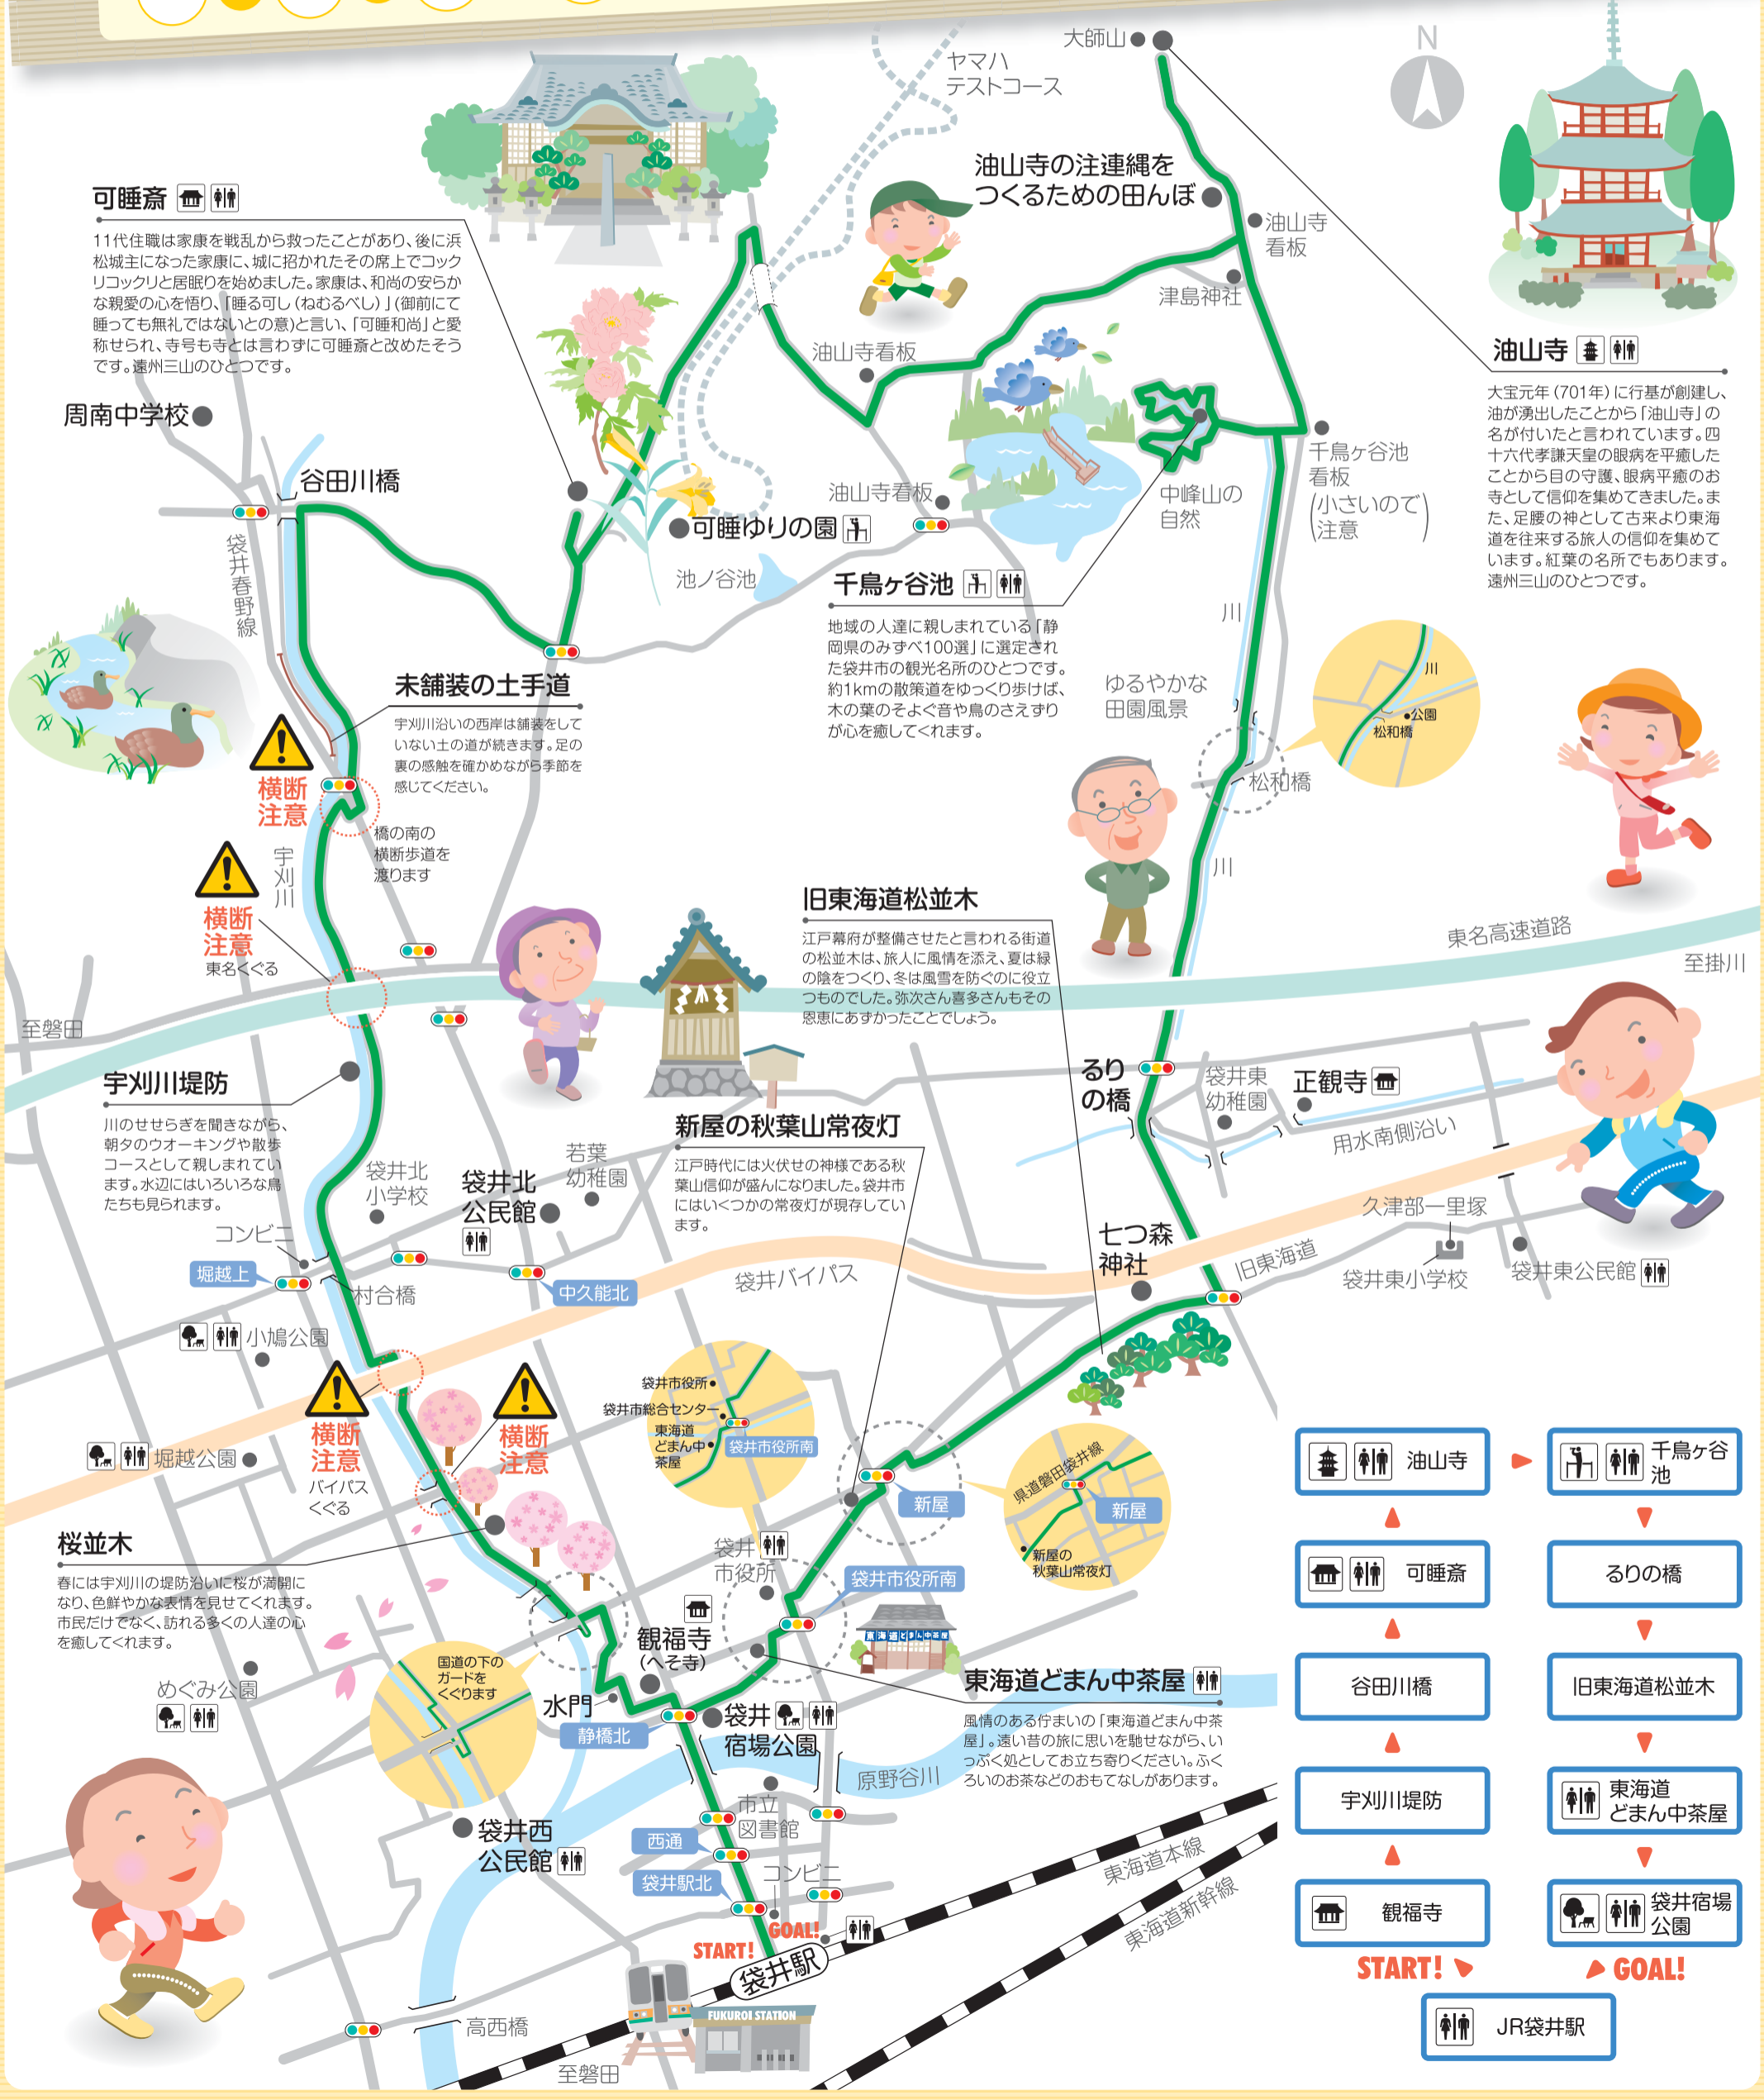 大師山
ヤマハ
テストコース
N
油山寺の注連縄を
つくるための田んぼ
油山寺
看板
津島神社
可睡斎
11代住職は家康を戦乱から救ったことがあり、後に浜
松城主になった家康に、城に招かれたその席上でコック
リコックリと居眠りを始めました。家康は、和尚の安らか
な親愛の心を悟り、「睡る可し(ねむるべし)」(御前にて
睡っても無礼ではないとの意)と言い、「可睡和尚」と愛
称せられ、寺号も寺とは言わずに可睡斎と改めたそう
です。遠州三山のひとつです。
油山寺
大宝元年(701年)に行基が創建し、
油が湧出したことから「油山寺」の
名が付いたと言われています。四
十六代孝謙天皇の眼病を平癒した
ことから目の守護、眼病平癒のお
寺として信仰を集めてきました。ま
た、足腰の神として古来より東海
道を往来する旅人の信仰を集めて
います。紅葉の名所でもあります。
遠州三山のひとつです。
油山寺看板
周南中学校
谷田川橋
袋井春野線
油山寺看板
可睡ゆりの園
池ノ谷池
中峰山の
自然
千鳥ヶ谷池
看板
(小さいので
注意)
千鳥ヶ谷池
地域の人達に親しまれている「静
岡県のみずべ100選」に選定され
た袋井市の観光名所のひとつです。
約1kmの散策道をゆっくり歩けば、
木の葉のそよぐ音や鳥のさえずり
が心を癒してくれます。
川
ゆるやかな
田園風景
川
公園
松和橋
松和橋
川
未舗装の土手道
宇刈川沿いの西岸は舗装をして
いない土の道が続きます。足の
裏の感触を確かめながら季節を
感じてください。
横断
注意
橋の南の
横断歩道を
渡ります
宇刈川
横断
注意
東名くぐる
旧東海道松並木
江戸幕府が整備させたと言われる街道
の松並木は、旅人に風情を添え、夏は緑
の陰をつくり、冬は風雪を防ぐのに役立
つものでした。弥次さん喜多さんもその
恩恵にあずかったことでしょう。
東名高速道路
至掛川
至磐田
宇刈川堤防
川のせせらぎを聞きながら、
朝夕のウオーキングや散歩
コースとして親しまれてい
ます。水辺にはいろいろな鳥
たちも見られます。
るり
の橋
袋井東
幼稚園
正観寺
用水南側沿い
新屋の秋葉山常夜灯
江戸時代には火伏せの神様である秋
葉山信仰が盛んになりました。袋井市
にはいくつかの常夜灯が現存してい
ます。
袋井北
小学校
袋井北
公民館
若葉
幼稚園
コンビニ
堀越上
村合橋
中久能北
袋井バイパス
七つ森
神社
旧東海道
久津部一里塚
袋井東小学校
袋井東公民館
小鳩公園
横断
注意
バイパス
くぐる
横断
注意
堀越公園
袋井市役所
袋井市総合センター
東海道
どまん中
茶屋
袋井市役所南
新屋
県道磐田袋井線
新屋
新屋の
秋葉山常夜灯
桜並木
春には宇刈川の堤防沿いに桜が満開に
なり、色鮮やかな表情を見せてくれます。
市民だけでなく、訪れる多くの人達の心
を癒してくれます。
めぐみ公園
国道の下の
ガードを
くぐります
袋井
市役所
袋井市役所南
観福寺
(へそ寺)
水門
静橋北
袋井
宿場公園
東海道どまん中茶屋
東海道どまん中茶屋
風情のある佇まいの「東海道どまん中茶
屋」。遠い昔の旅に思いを馳せながら、い
っぷく処としてお立ち寄りください。ふく
ろいのお茶などのおもてなしがあります。
原野谷川
市立
図書館
西通
袋井駅北
コンビニ
袋井西
公民館
START!
GOAL!
袋井駅
FUKUROI STATION
東海道本線
東海道新幹線
高西橋
至磐田
油山寺
千鳥ヶ谷
池
可睡斎
るりの橋
谷田川橋
旧東海道松並木
宇刈川堤防
東海道
どまん中茶屋
観福寺
袋井宿場
公園
START!
GOAL!
JR袋井駅